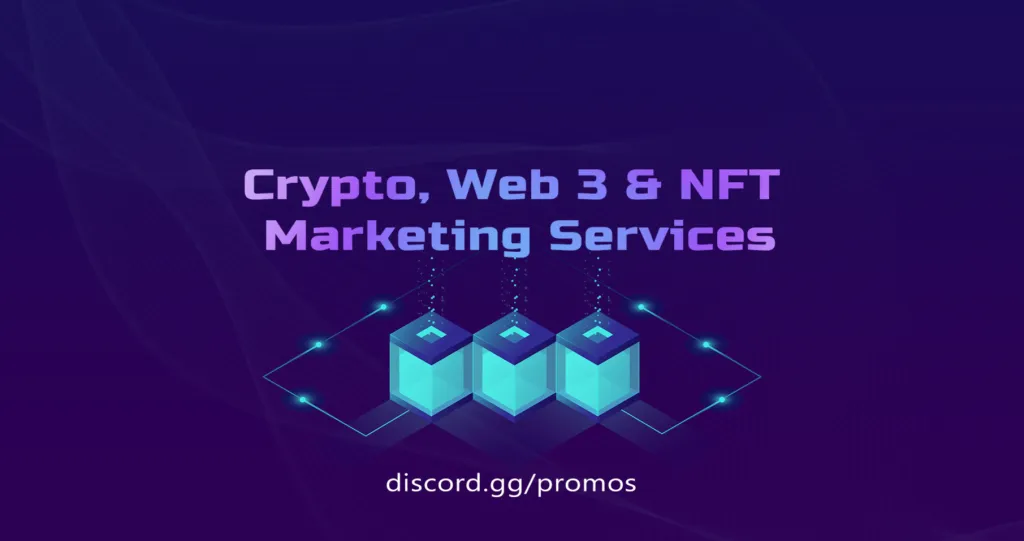 Crypto, Web 3 & NFT
Marketing Services
discord.gg/promos